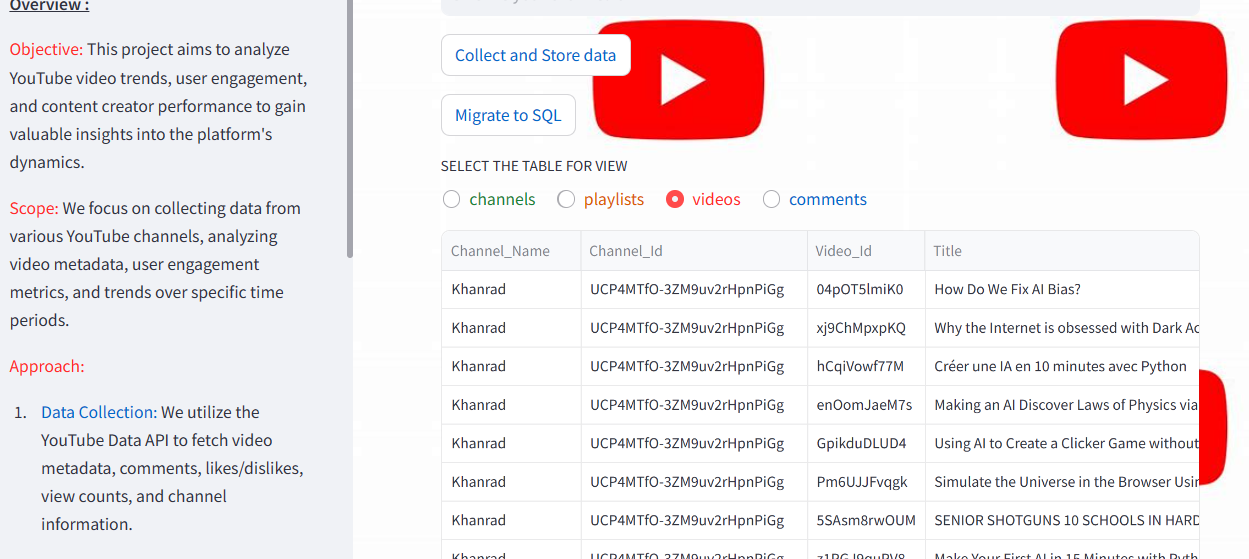 Overview :
Objective: This project aims to analyze
YouTube video trends, user engagement,
and content creator performance to gain
valuable insights into the platform's
dynamics.
Scope: We focus on collecting data from
various YouTube channels, analyzing
video metadata, user engagement
metrics, and trends over specific time
periods.
Approach:
1. Data Collection: We utilize the
YouTube Data API to fetch video
metadata, comments, likes/dislikes,
view counts, and channel
information.
Collect and Store data
Migrate to SQL
SELECT THE TABLE FOR VIEW
channels playlists videos comments
Channel_Name Channel_Id Video_Id Title
Khanrad UCP4MTfO-3ZM9uv2rHpnPiGg 04pOT5lmiK0 How Do We Fix AI Bias?
Khanrad UCP4MTfO-3ZM9uv2rHpnPiGg xj9ChMpxpKQ Why the Internet is obsessed with Dark Ac
Khanrad UCP4MTfO-3ZM9uv2rHpnPiGg hCqiVowf77M Créer une IA en 10 minutes avec Python
Khanrad UCP4MTfO-3ZM9uv2rHpnPiGg enOomJaeM7s Making an AI Discover Laws of Physics via
Khanrad UCP4MTfO-3ZM9uv2rHpnPiGg GpikduDLUD4 Using AI to Create a Clicker Game without
Khanrad UCP4MTfO-3ZM9uv2rHpnPiGg Pm6UJJFvqgk Simulate the Universe in the Browser Usin
Khanrad UCP4MTfO-3ZM9uv2rHpnPiGg 5SAsm8rwOUM SENIOR SHOTGUNS 10 SCHOOLS IN HARD
Khanrad UCP4MTfO-3ZM9uv2rHpnPiGg Make Your First AI in 15 Minutes with Pyth